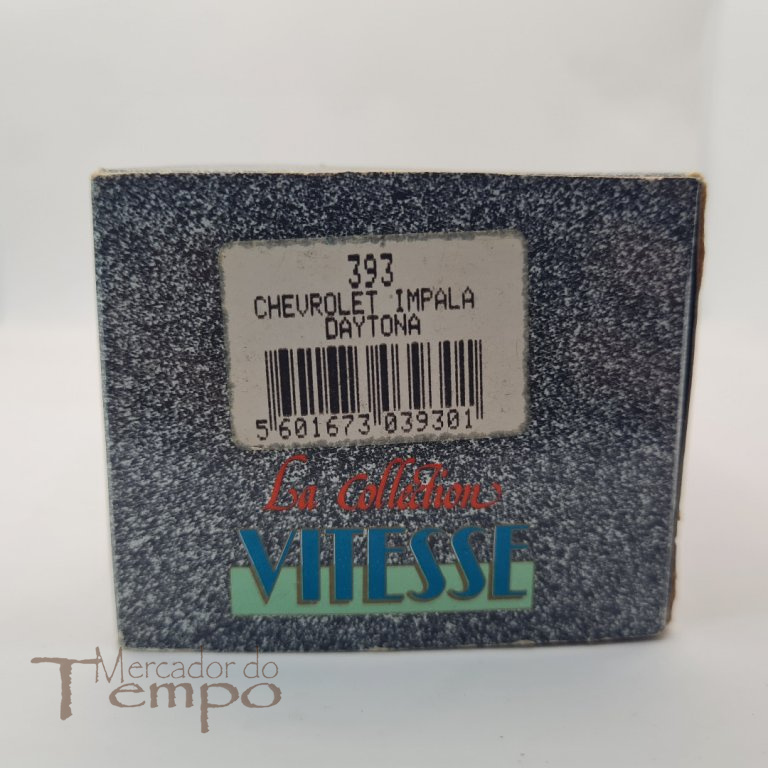 393
CHEVROLET IMPALA
DAYTONA
5 601673 039301
La Collection
VITESSE
Mercador do
Tempo